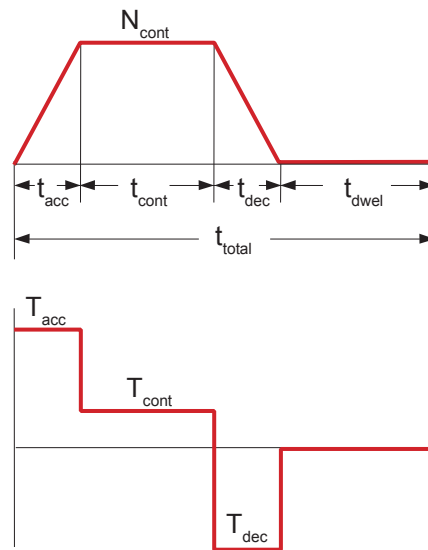 N_cont
t_acc t_cont t_dec t_dwel
t_total
T_acc
T_cont
T_dec